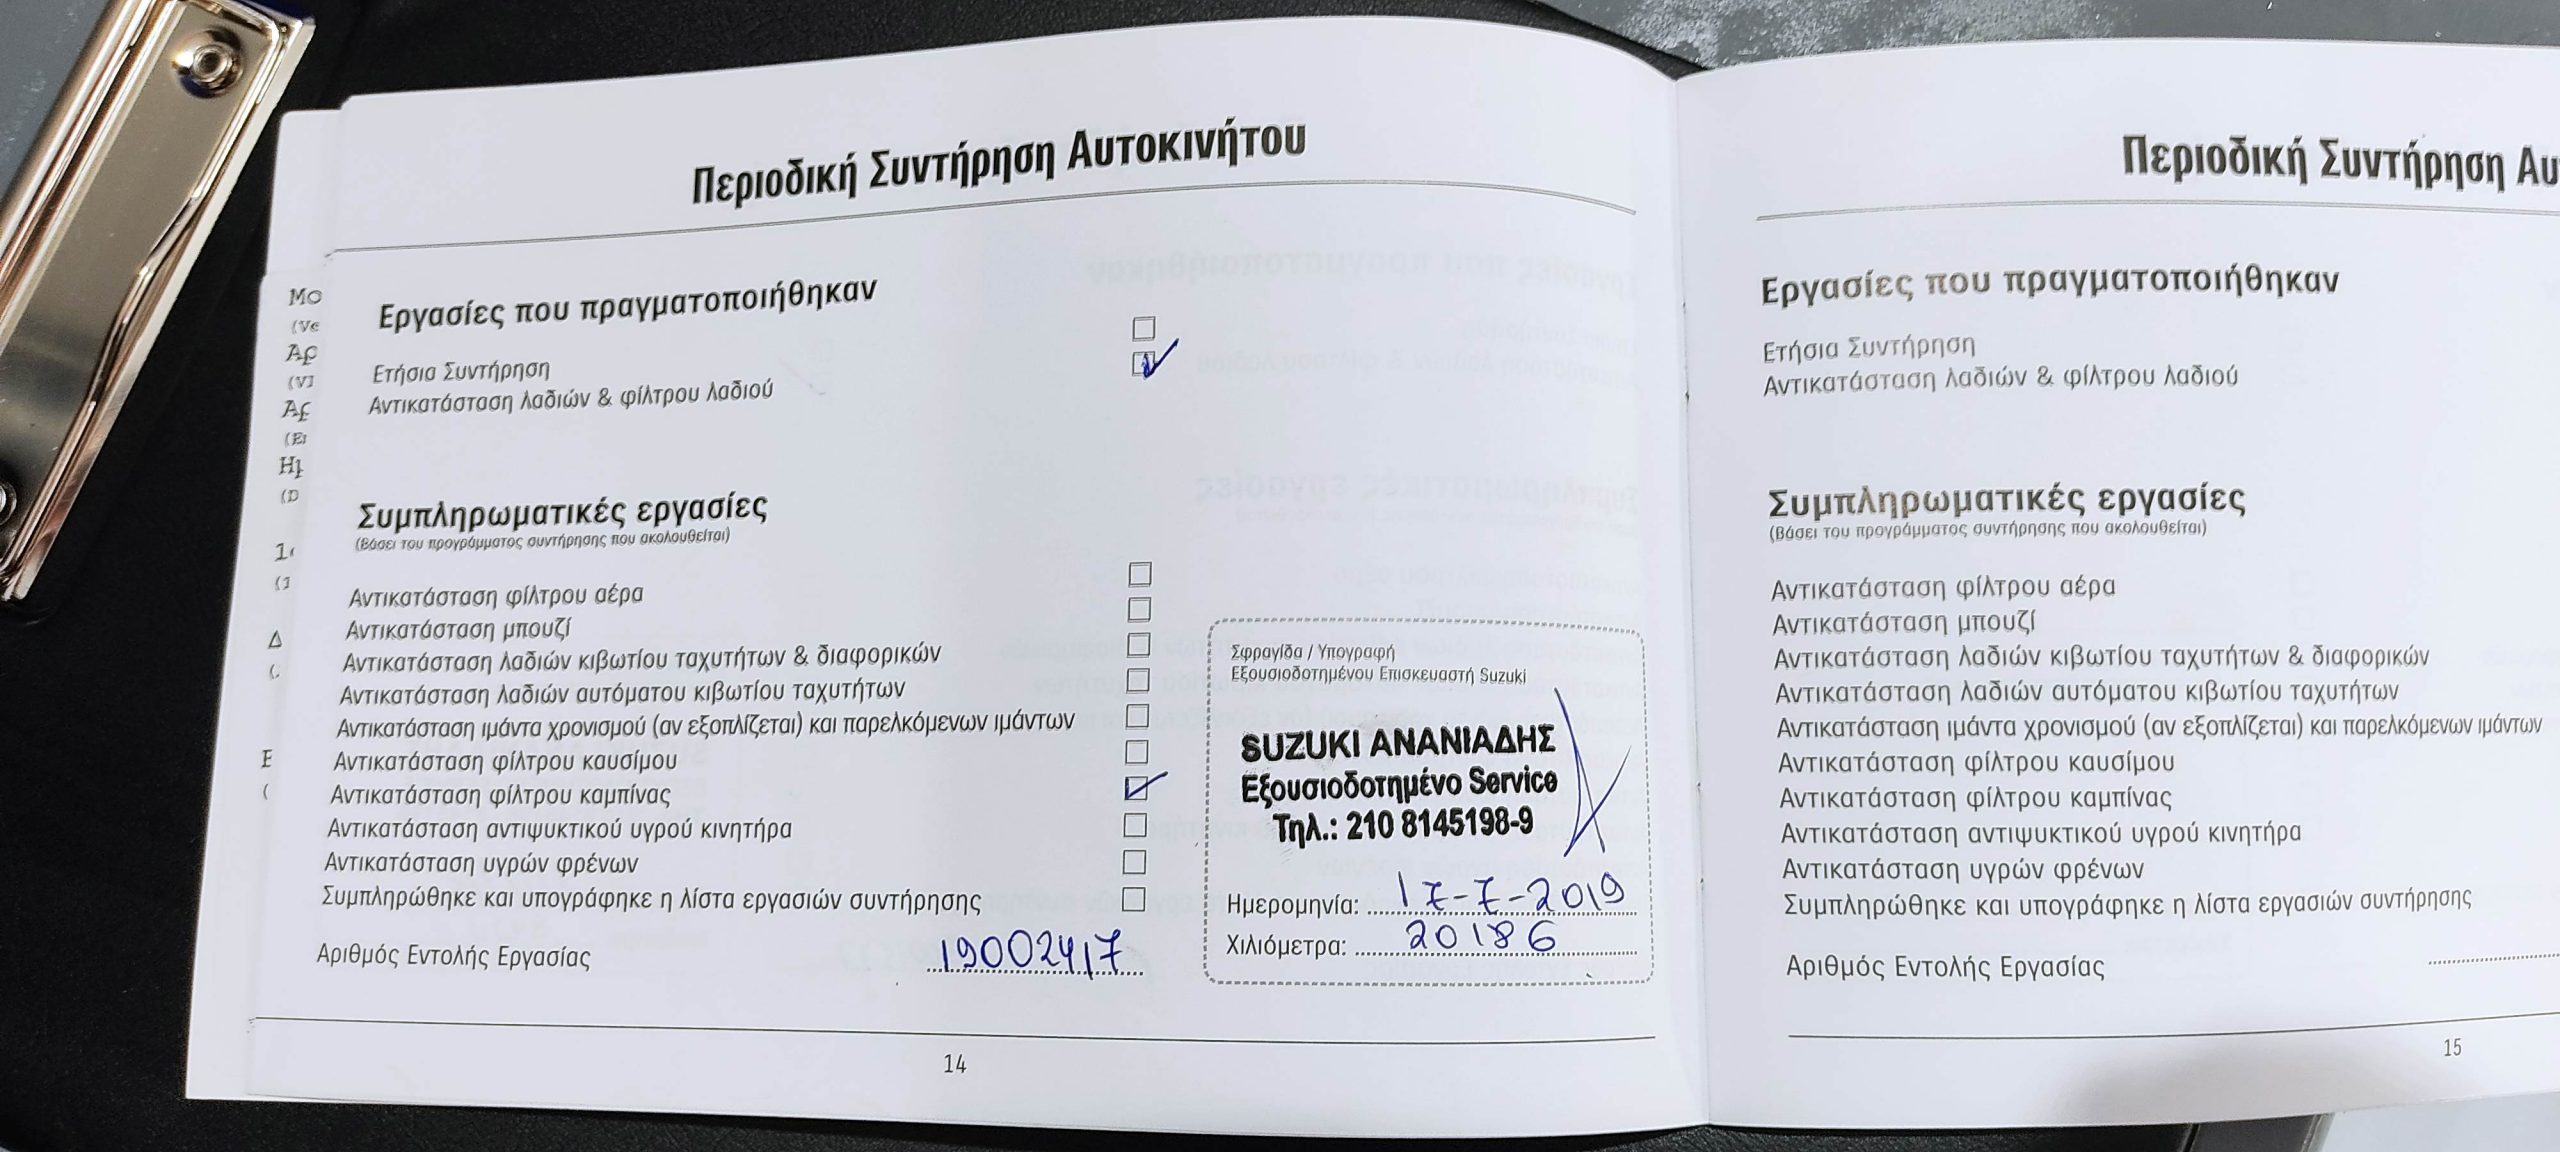 Περιοδική Συντήρηση Αυτοκινήτου
Εργασίες που πραγματοποιήθηκαν
Ετήσια Συντήρηση
Αντικατάσταση λαδιών & φίλτρου λαδιού
Συμπληρωματικές εργασίες
(Βάσει του προγράμματος συντήρησης που ακολουθείται)
Αντικατάσταση φίλτρου αέρα
Αντικατάσταση μπουζί
Αντικατάσταση λαδιών κιβωτίου ταχυτήτων & διαφορικών
Αντικατάσταση λαδιών αυτόματου κιβωτίου ταχυτήτων
Αντικατάσταση ιμάντα χρονισμού (αν εξοπλίζεται) και παρελκόμενων ιμάντων
Αντικατάσταση φίλτρου καυσίμου
Αντικατάσταση φίλτρου καμπίνας
Αντικατάσταση αντιψυκτικού υγρού κινητήρα
Αντικατάσταση υγρών φρένων
Συμπληρώθηκε και υπογράφηκε η λίστα εργασιών συντήρησης
Αριθμός Εντολής Εργασίας 19002417
Σφραγίδα / Υπογραφή
Εξουσιοδοτημένου Επισκευαστή Suzuki
SUZUKI ΑΝΑΝΙΑΔΗΣ
Εξουσιοδοτημένο Service
Τηλ.: 210 8145198-9
Ημερομηνία: 17-7-2019
Χιλιόμετρα: 20186
14
Περιοδική Συντήρηση Αυ
Εργασίες που πραγματοποιήθηκαν
Ετήσια Συντήρηση
Αντικατάσταση λαδιών & φίλτρου λαδιού
Συμπληρωματικές εργασίες
(Βάσει του προγράμματος συντήρησης που ακολουθείται)
Αντικατάσταση φίλτρου αέρα
Αντικατάσταση μπουζί
Αντικατάσταση λαδιών κιβωτίου ταχυτήτων & διαφορικών
Αντικατάσταση λαδιών αυτόματου κιβωτίου ταχυτήτων
Αντικατάσταση ιμάντα χρονισμού (αν εξοπλίζεται) και παρελκόμενων ιμάντων
Αντικατάσταση φίλτρου καυσίμου
Αντικατάσταση φίλτρου καμπίνας
Αντικατάσταση αντιψυκτικού υγρού κινητήρα
Αντικατάσταση υγρών φρένων
Συμπληρώθηκε και υπογράφηκε η λίστα εργασιών συντήρησης
Αριθμός Εντολής Εργασίας
15